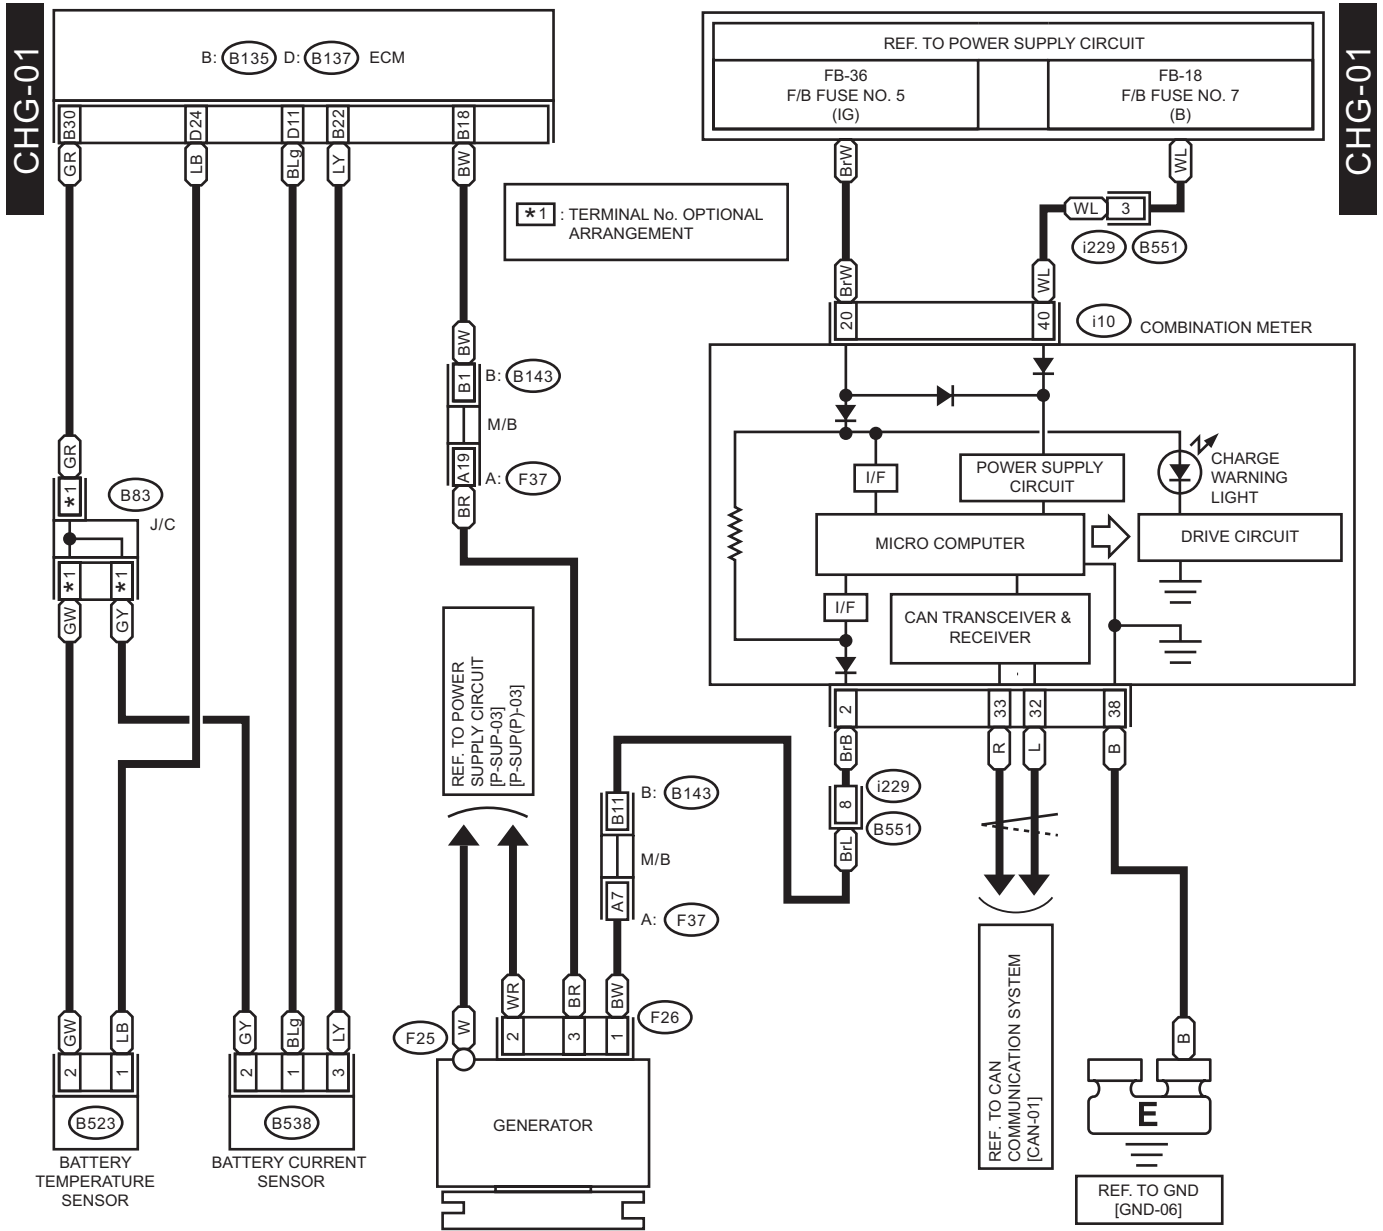 CHG-01
CHG-01
B: B135 D: B137 ECM
B30
D24
D11
B22
B18
GR
LB
BLg
LY
BW
REF. TO POWER SUPPLY CIRCUIT
FB-36
F/B FUSE NO. 5
(IG)
FB-18
F/B FUSE NO. 7
(B)
BrW
WL
*1 : TERMINAL No. OPTIONAL
ARRANGEMENT
WL
3
i229
B551
BrW
WL
20
40
i10
COMBINATION METER
BW
B1
B: B143
M/B
A19
A: F37
BR
GR
*1
B83
J/C
*1
*1
GW
GY
I/F
POWER SUPPLY
CIRCUIT
CHARGE
WARNING
LIGHT
MICRO COMPUTER
DRIVE CIRCUIT
I/F
CAN TRANSCEIVER &
RECEIVER
2
33
32
38
BrB
R
L
B
REF. TO POWER
SUPPLY CIRCUIT
[P-SUP-03]
[P-SUP(P)-03]
B11
B: B143
M/B
A7
A: F37
8
i229
B551
BrL
REF. TO CAN
COMMUNICATION SYSTEM
[CAN-01]
GW
LB
GY
BLg
LY
2
1
2
1
3
B523
B538
BATTERY
TEMPERATURE
SENSOR
BATTERY CURRENT
SENSOR
F25
W
WR
BR
BW
2
3
1
F26
GENERATOR
B
E
REF. TO GND
[GND-06]